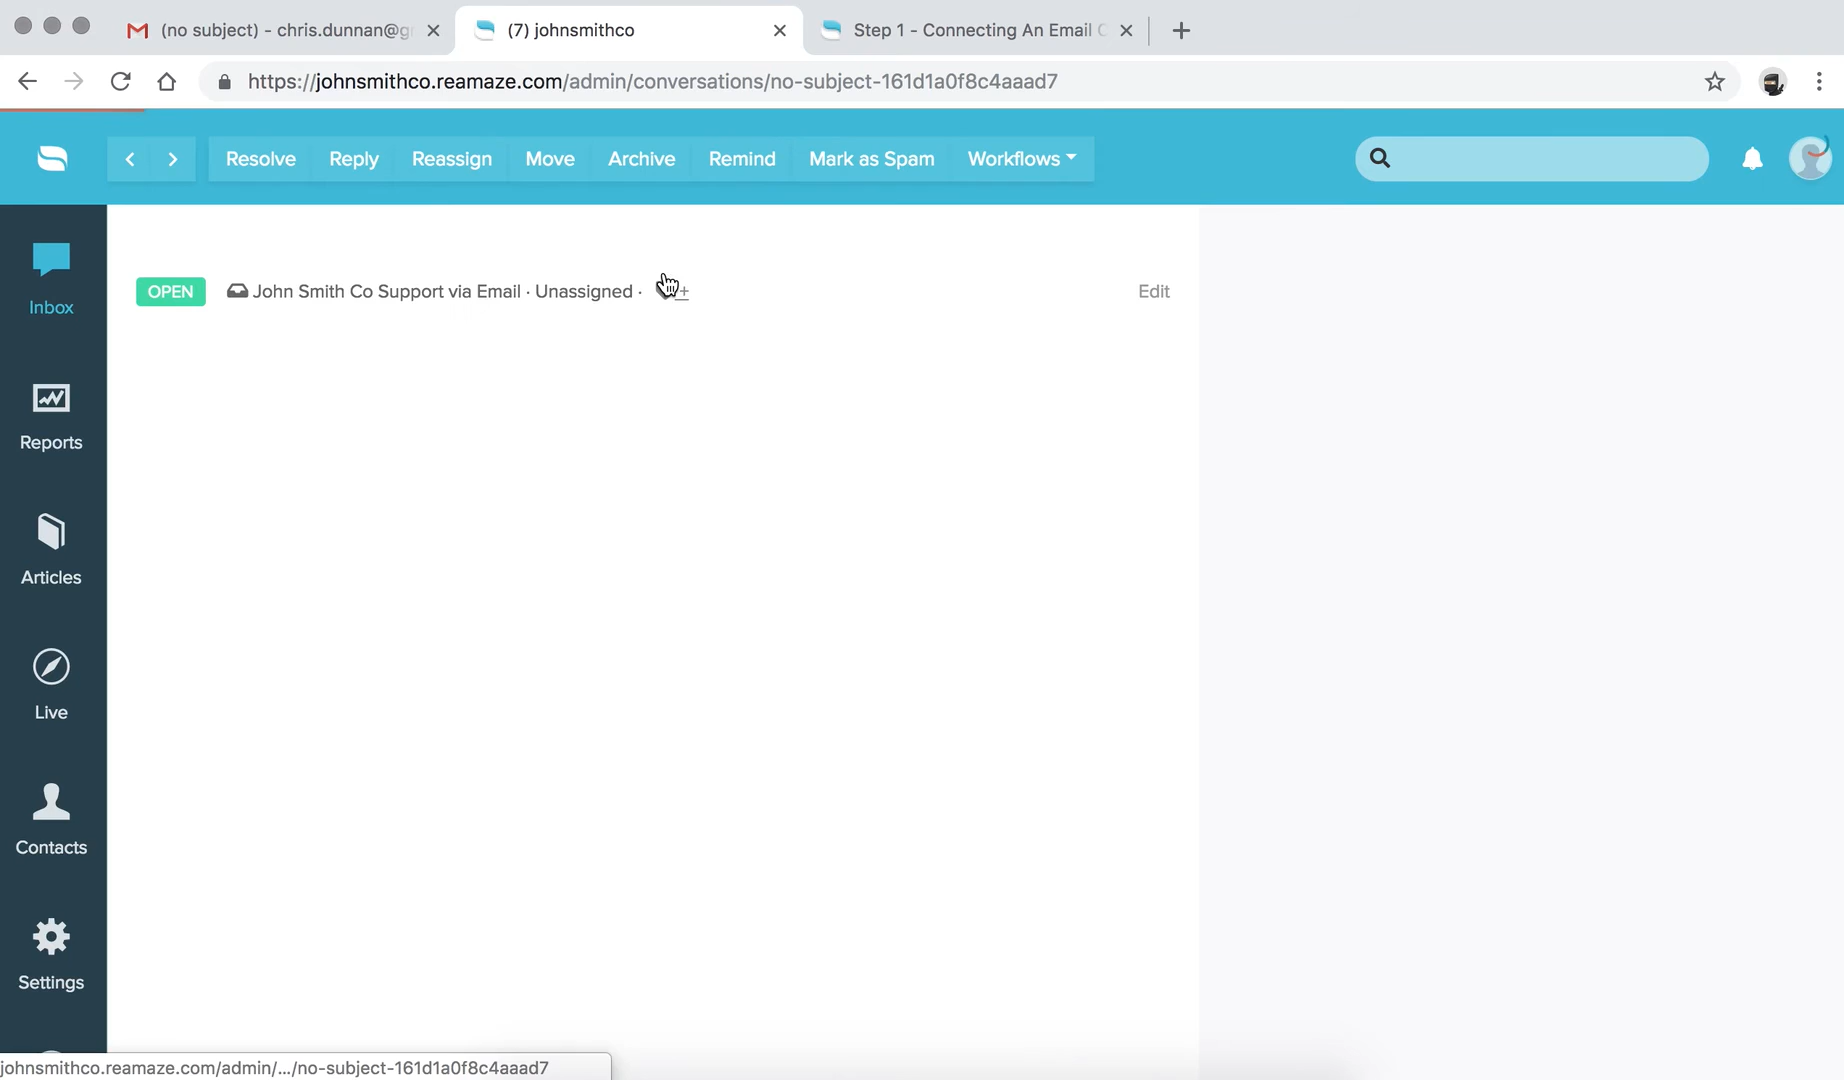 (no subject) - chris.dunnan@g
(7) johnsmithco
Step 1 - Connecting An Email
https://johnsmithco.reamaze.com/admin/conversations/no-subject-161d1a0f8c4aaad7
Resolve Reply Reassign Move Archive Remind Mark as Spam Workflows
OPEN John Smith Co Support via Email · Unassigned · + Edit
Inbox
Reports
Articles
Live
Contacts
Settings
johnsmithco.reamaze.com/admin/.../no-subject-161d1a0f8c4aaad7